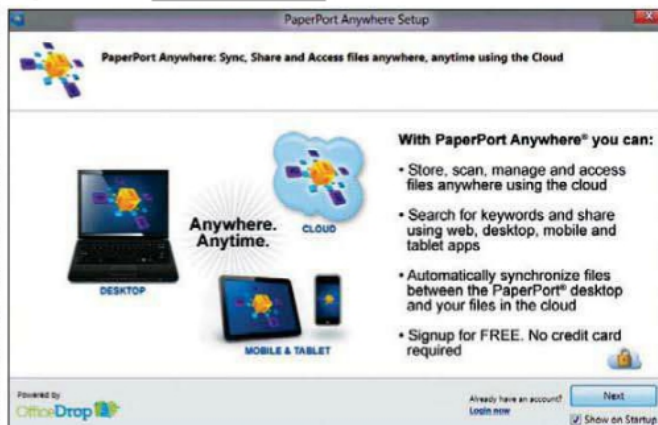 PaperPort Anywhere Setup
X
PaperPort Anywhere: Sync, Share and Access files anywhere, anytime using the Cloud
With PaperPort Anywhere® you can:
• Store, scan, manage and access
files anywhere using the cloud
• Search for keywords and share
using web, desktop, mobile and
tablet apps
• Automatically synchronize files
between the PaperPort® desktop
and your files in the cloud
• Signup for FREE. No credit card
required
Anywhere.
Anytime.
CLOUD
DESKTOP
MOBILE & TABLET
Powered by
OfficeDrop
Already have an account?
Login now
Next
Show on Startup